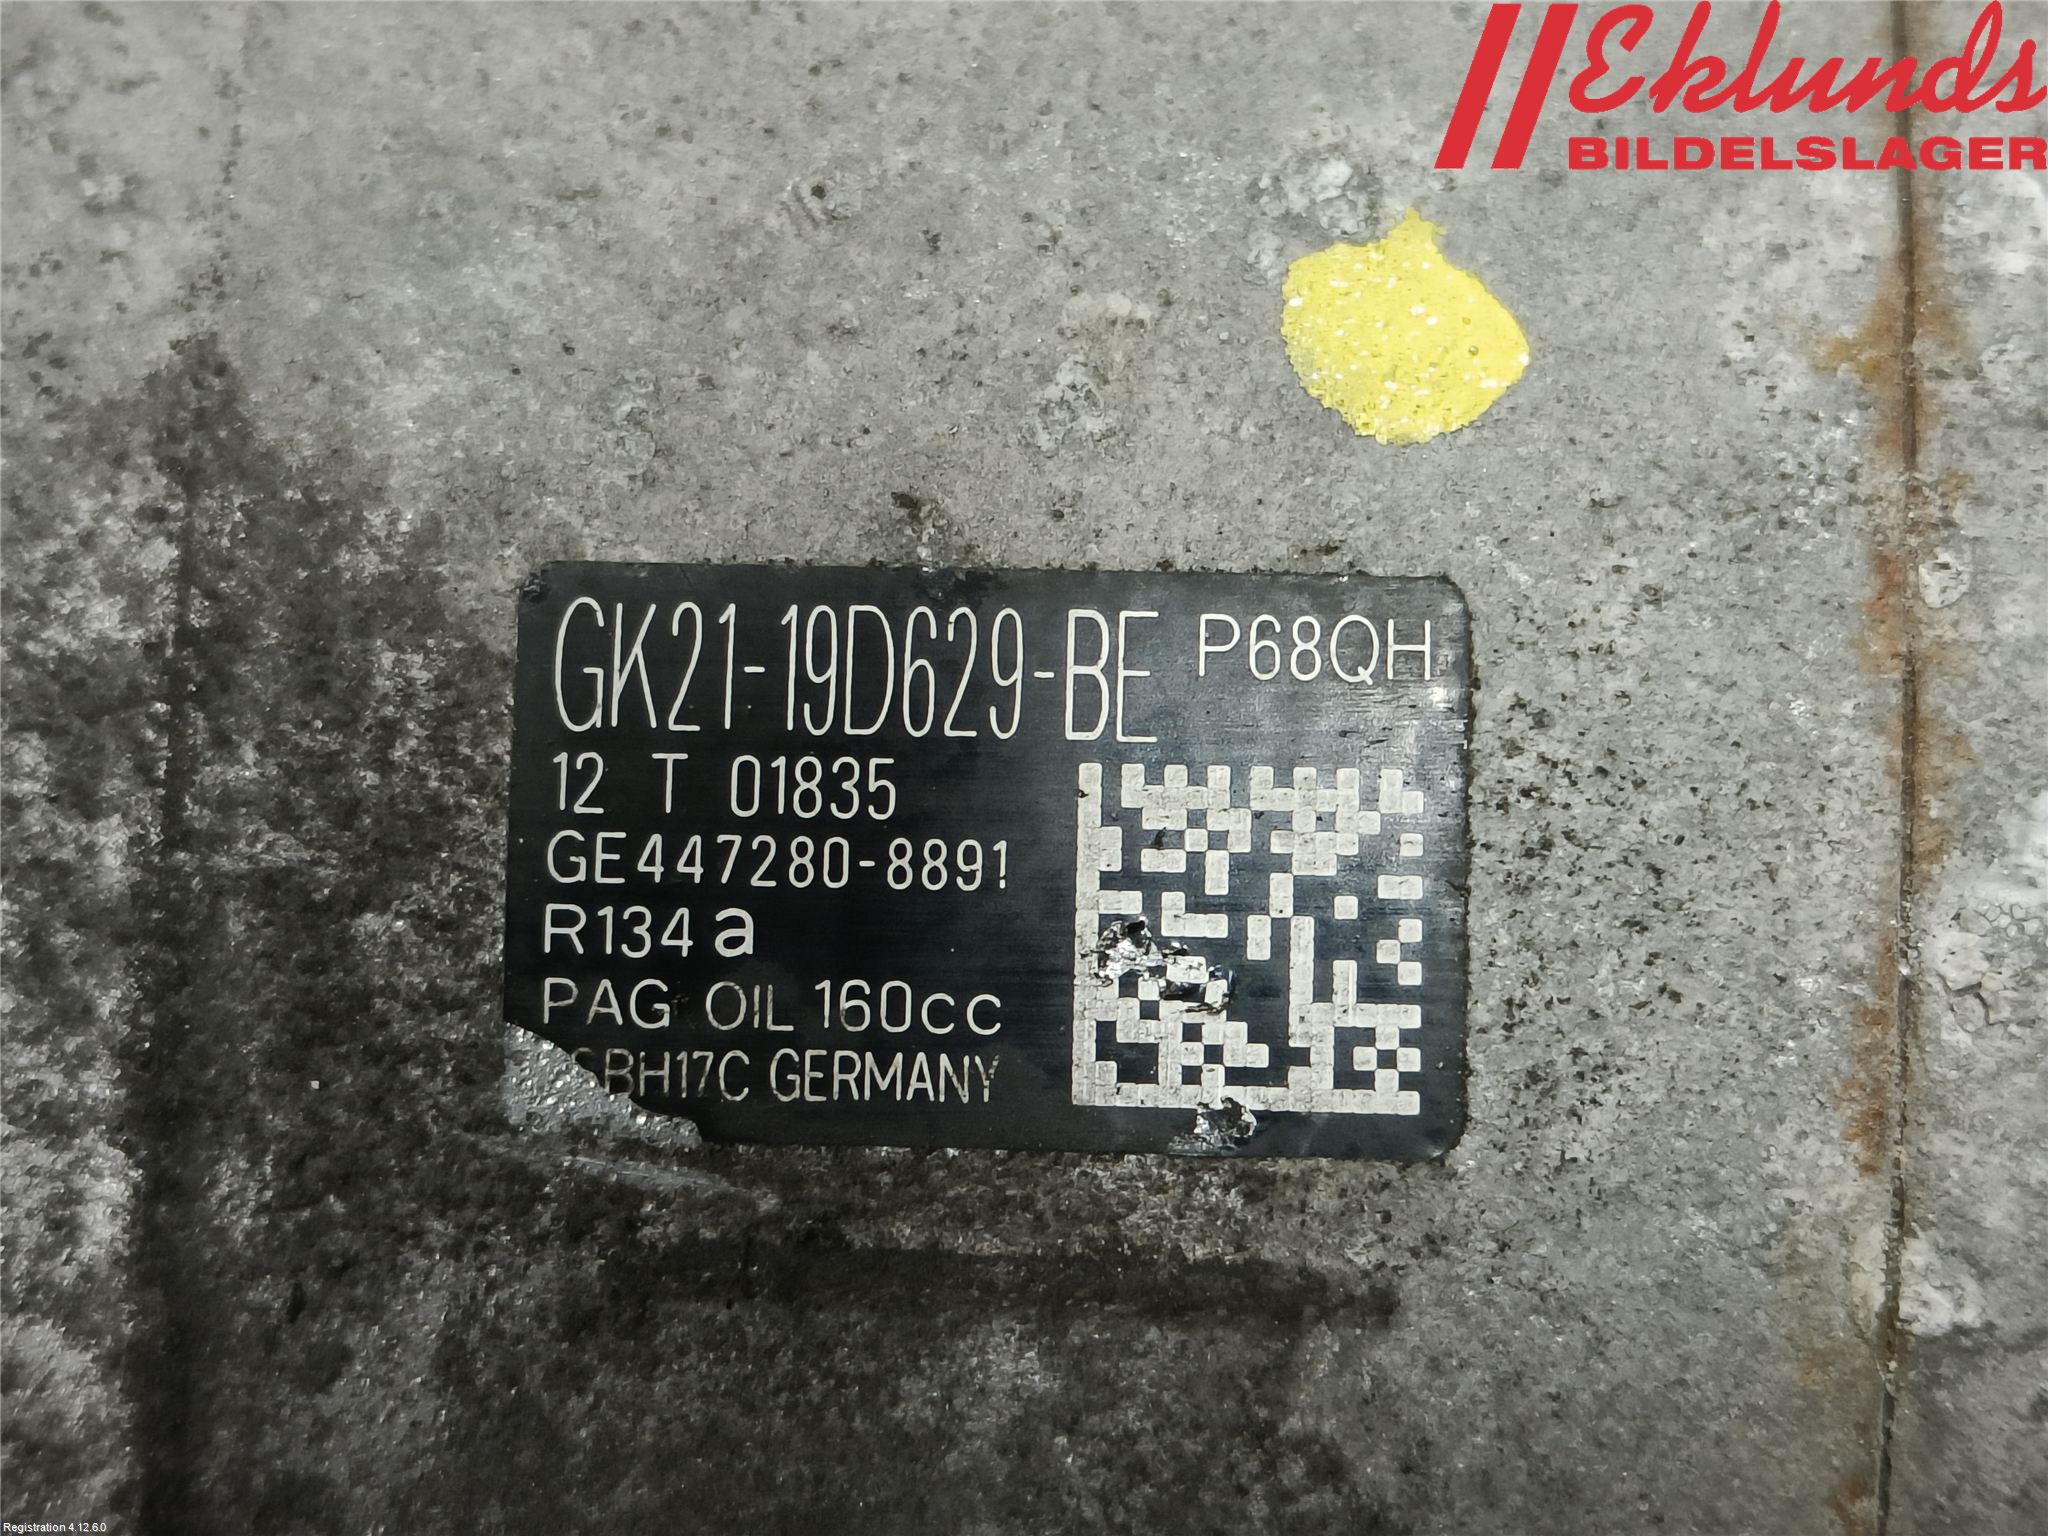 Eklunds
BILDELSLAGER
GK21-19D629-BE P68QH
12 T 01835
GE447280-8891
R134a
PAG OIL 160cc
GERMANY
Registration 4.12.6.0